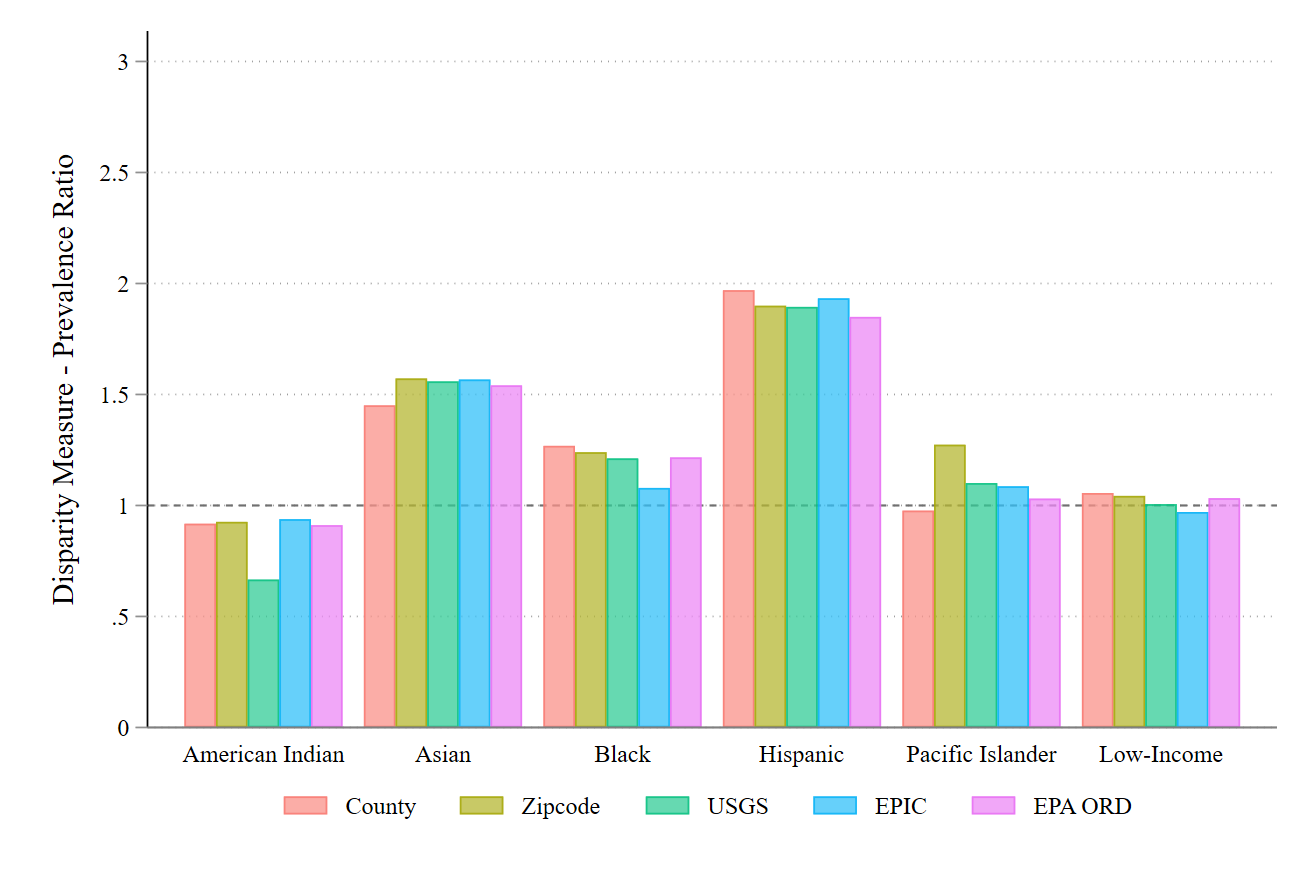 Disparity Measure - Prevalence Ratio
3
2.5
2
1.5
1
.5
0
American Indian Asian Black Hispanic Pacific Islander Low-Income
County Zipcode USGS EPIC EPA ORD